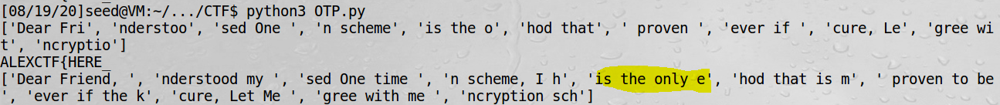 [08/19/20]seed@VM:~/.../CTF$ python3 OTP.py
['Dear Fri', 'nderstoo', 'sed One ', 'n scheme', 'is the o', 'hod that', ' proven ', 'ever if ', 'cure, Le', 'gree wi
t', 'ncryptio']
ALEXCTF{HERE_
['Dear Friend, ', 'nderstood my ', 'sed One time ', 'n scheme, I h', 'is the only e', 'hod that is m', ' proven to be
', 'ever if the k', 'cure, Let Me ', 'gree with me ', 'ncryption sch']